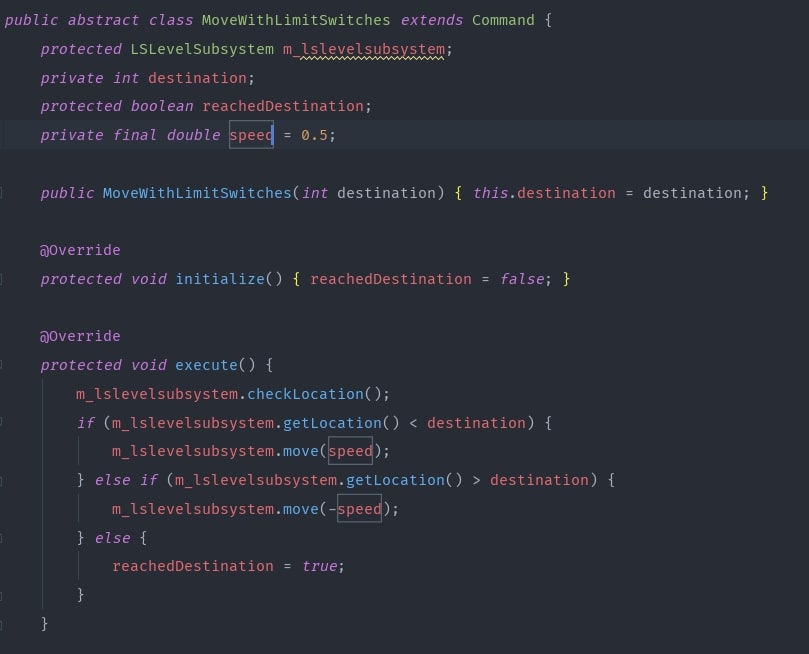 public abstract class MoveWithLimitSwitches extends Command {
    protected LSLevelSubsystem m_lslevelsubsystem;
    private int destination;
    protected boolean reachedDestination;
    private final double speed = 0.5;
    public MoveWithLimitSwitches(int destination) { this.destination = destination; }
    @Override
    protected void initialize() { reachedDestination = false; }
    @Override
    protected void execute() {
        m_lslevelsubsystem.checkLocation();
        if (m_lslevelsubsystem.getLocation() < destination) {
            m_lslevelsubsystem.move(speed);
        } else if (m_lslevelsubsystem.getLocation() > destination) {
            m_lslevelsubsystem.move(-speed);
        } else {
            reachedDestination = true;
        }
    }